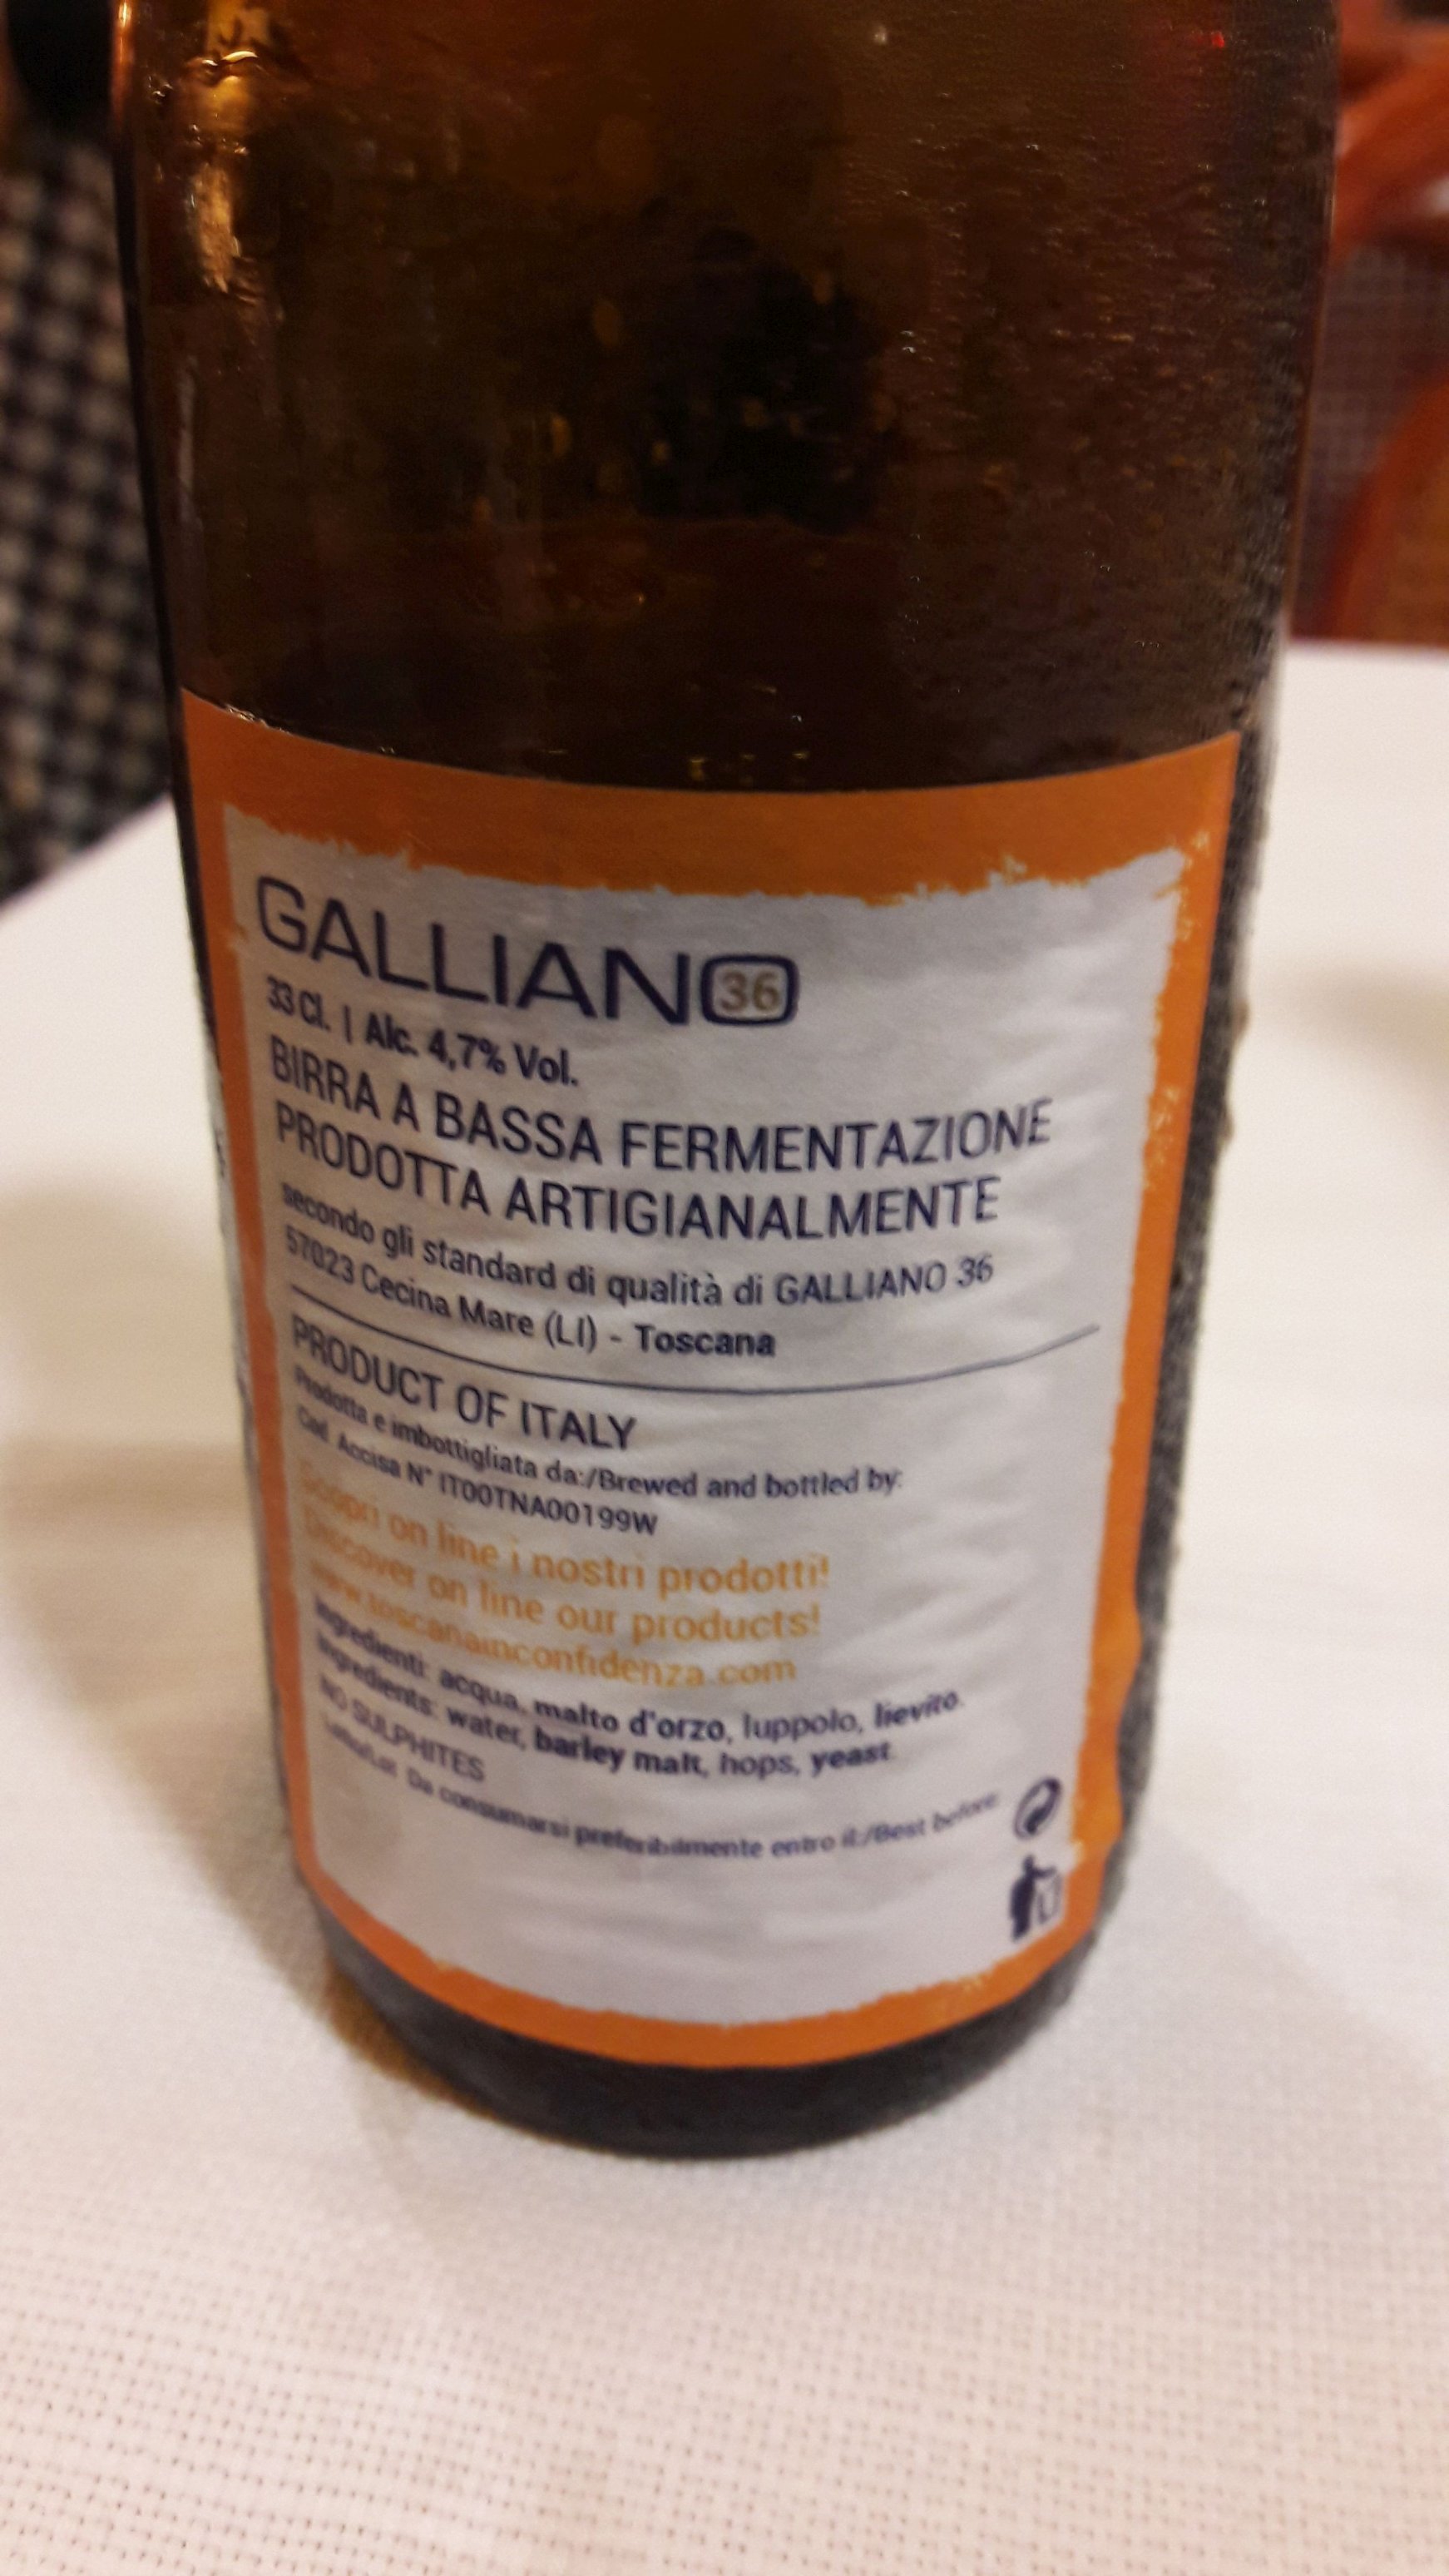 GALLIANO 36
33 Cl. | Alc. 4,7% Vol.
BIRRA A BASSA FERMENTAZIONE
PRODOTTA ARTIGIANALMENTE
secondo gli standard di qualità di GALLIANO 36
57023 Cecina Mare (LI) - Toscana
PRODUCT OF ITALY
Prodotta e imbottigliata da:/Brewed and bottled by:
Cod. Accisa N° IT00TNA00199W
Scopri on line i nostri prodotti!
Discover on line our products!
www.toscanainconfidenza.com
Ingredienti: acqua, malto d'orzo, luppolo, lievito.
Ingredients: water, barley malt, hops, yeast.
NO SULPHITES
Lotto/Lot Da consumarsi preferibilmente entro il:/Best before: